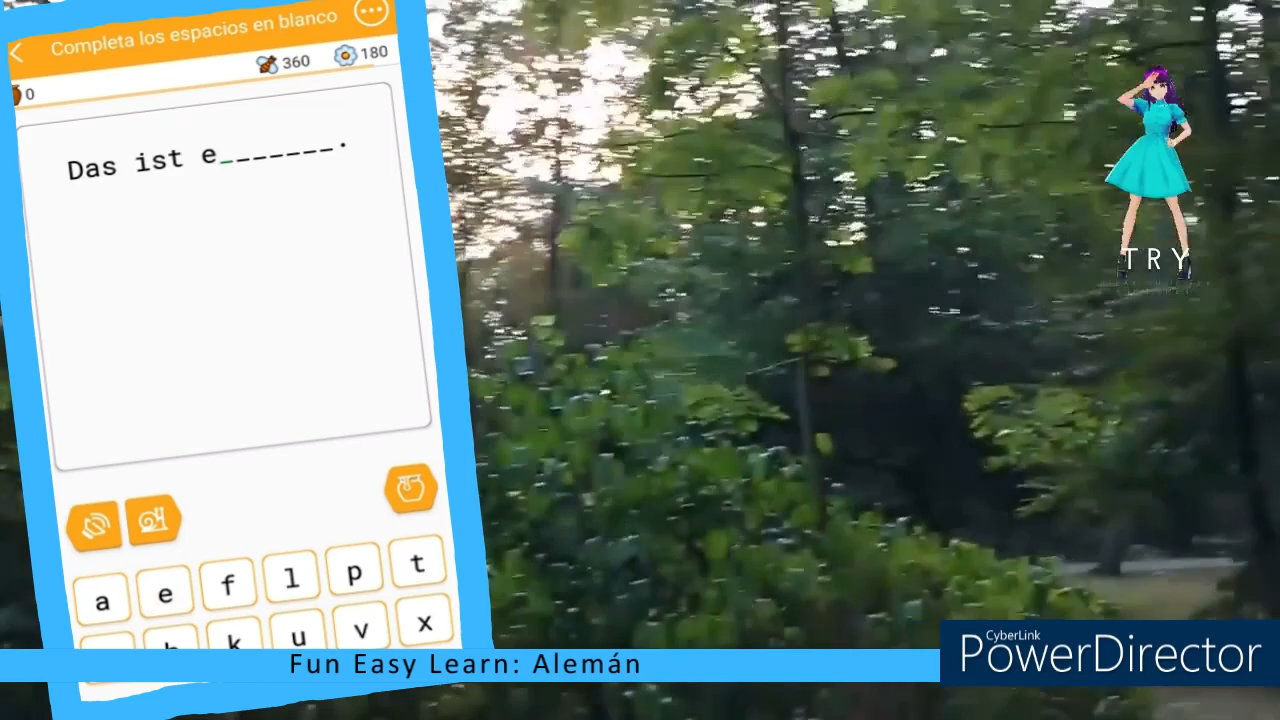 Completa los espacios en blanco
360
180
0
Das ist e_______.
a e f l p t
k u v x
TRY
Fun Easy Learn: Alemán
CyberLink
PowerDirector